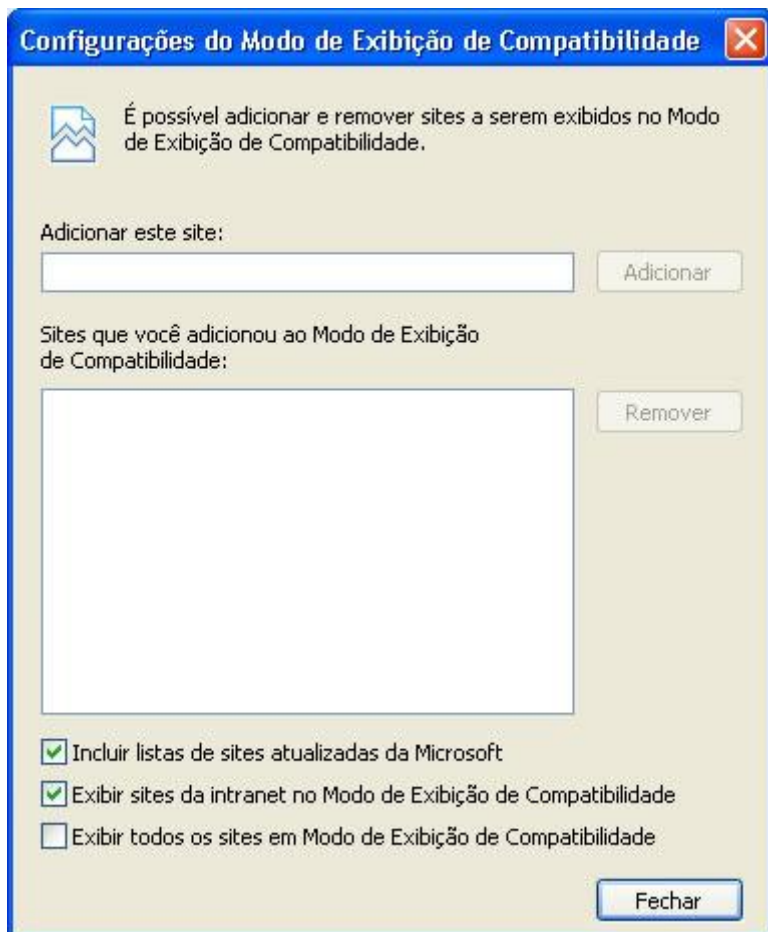 Configurações do Modo de Exibição de Compatibilidade
É possível adicionar e remover sites a serem exibidos no Modo
de Exibição de Compatibilidade.
Adicionar este site:
Adicionar
Sites que você adicionou ao Modo de Exibição
de Compatibilidade:
Remover
Incluir listas de sites atualizadas da Microsoft
Exibir sites da intranet no Modo de Exibição de Compatibilidade
Exibir todos os sites em Modo de Exibição de Compatibilidade
Fechar